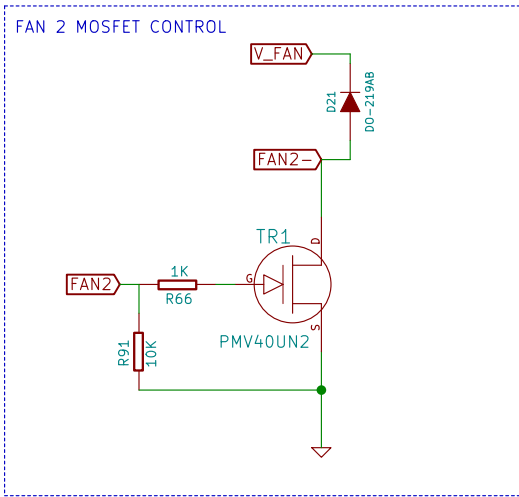 FAN 2 MOSFET CONTROL
V_FAN
D21
DO-219AB
FAN2-
TR1
D
G
S
PMV40UN2
FAN2
1K
R66
R91
10K